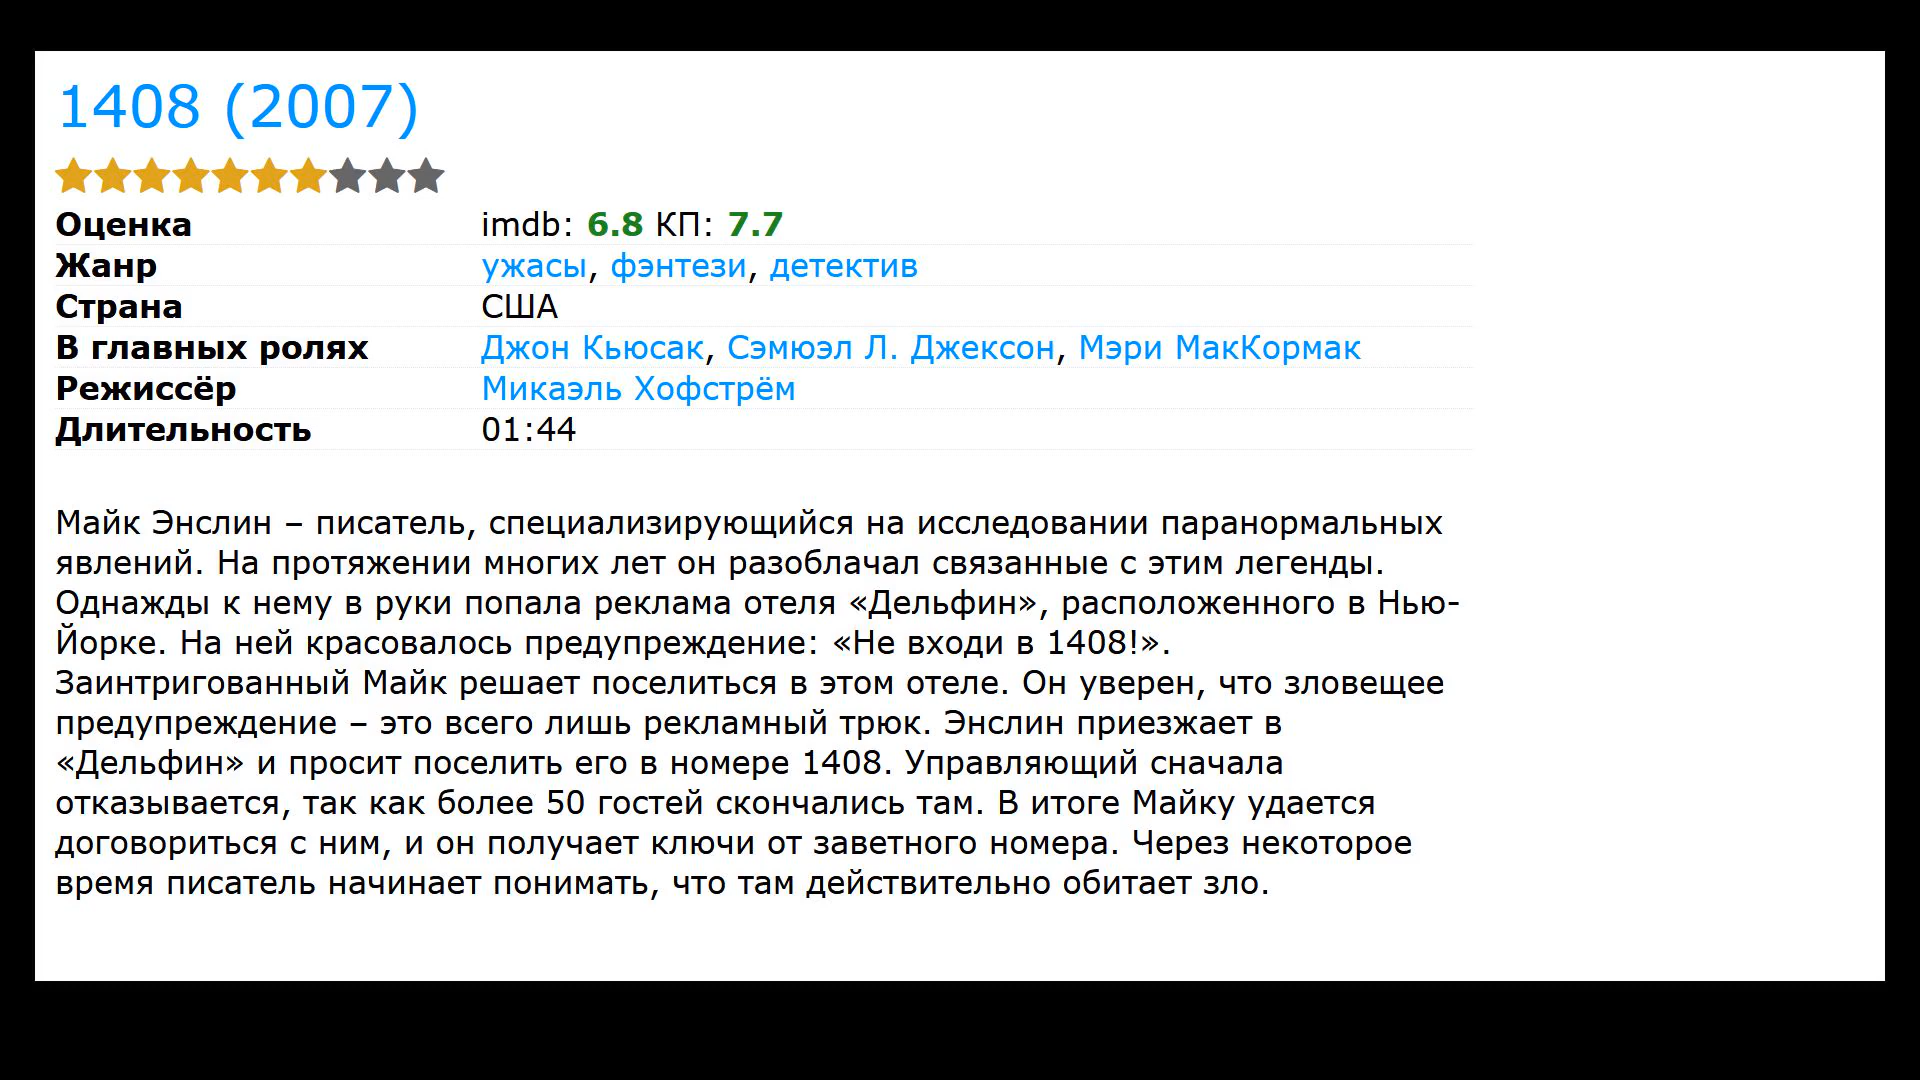 1408 (2007)
Оценка imdb: 6.8 КП: 7.7
Жанр ужасы, фэнтези, детектив
Страна США
В главных ролях Джон Кьюсак, Сэмюэл Л. Джексон, Мэри МакКормак
Режиссёр Микаэль Хофстрём
Длительность 01:44
Майк Энслин – писатель, специализирующийся на исследовании паранормальных
явлений. На протяжении многих лет он разоблачал связанные с этим легенды.
Однажды к нему в руки попала реклама отеля «Дельфин», расположенного в Нью-
Йорке. На ней красовалось предупреждение: «Не входи в 1408!».
Заинтригованный Майк решает поселиться в этом отеле. Он уверен, что зловещее
предупреждение – это всего лишь рекламный трюк. Энслин приезжает в
«Дельфин» и просит поселить его в номере 1408. Управляющий сначала
отказывается, так как более 50 гостей скончались там. В итоге Майку удается
договориться с ним, и он получает ключи от заветного номера. Через некоторое
время писатель начинает понимать, что там действительно обитает зло.